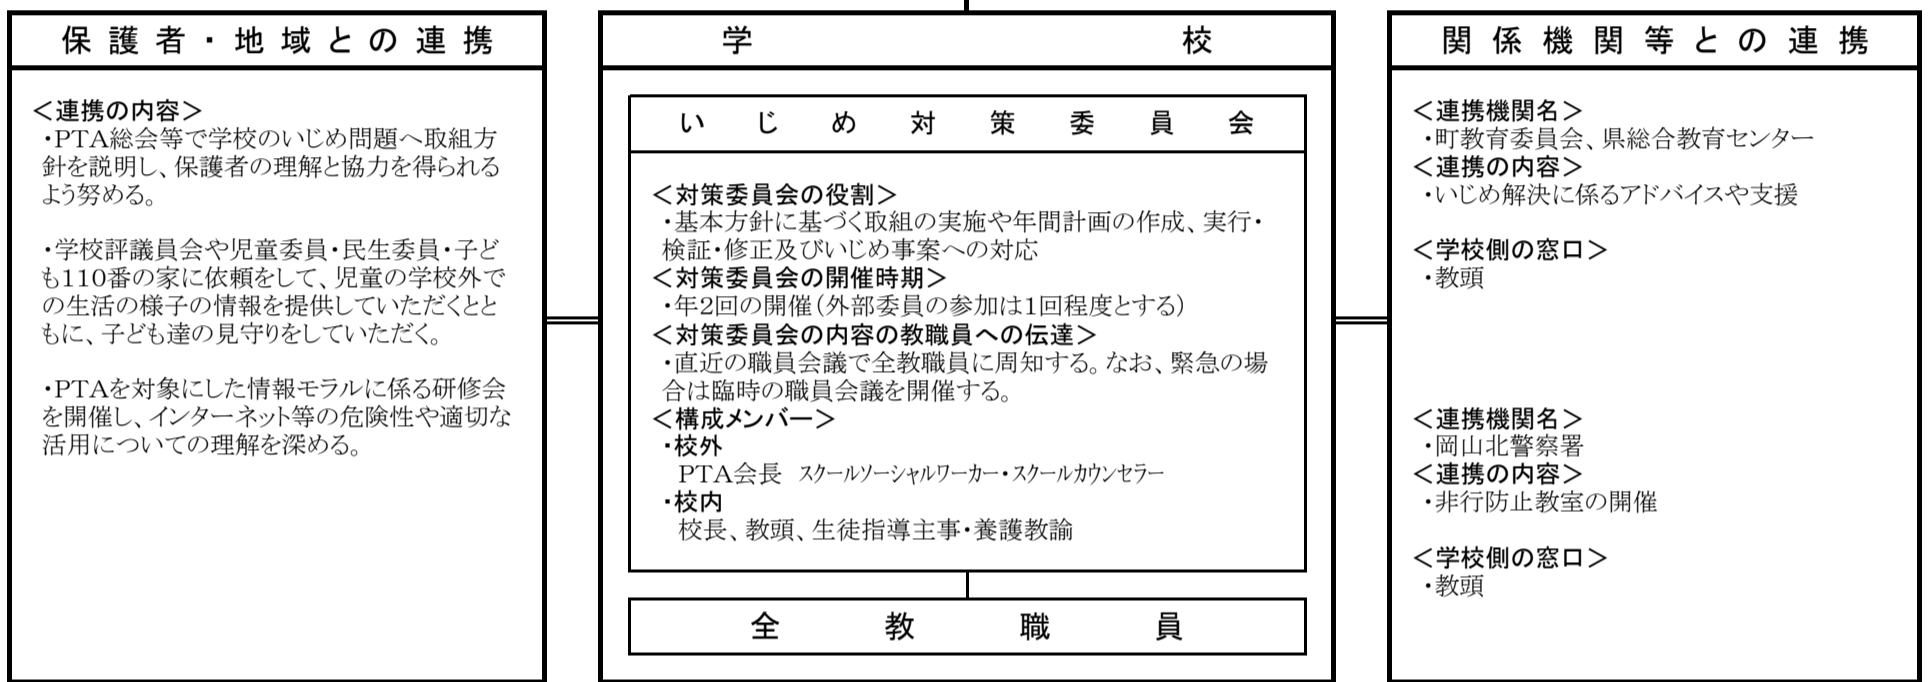 保護者・地域との連携
＜連携の内容＞
・PTA総会等で学校のいじめ問題へ取組方
針を説明し、保護者の理解と協力を得られる
よう努める。
・学校評議員会や児童委員・民生委員・子ど
も110番の家に依頼をして、児童の学校外で
の生活の様子の情報を提供していただくとと
もに、子ども達の見守りをしていただく。
・PTAを対象にした情報モラルに係る研修会
を開催し、インターネット等の危険性や適切な
活用についての理解を深める。
学校
いじめ対策委員会
＜対策委員会の役割＞
・基本方針に基づく取組の実施や年間計画の作成、実行・
検証・修正及びいじめ事案への対応
＜対策委員会の開催時期＞
・年2回の開催（外部委員の参加は1回程度とする）
＜対策委員会の内容の教職員への伝達＞
・直近の職員会議で全教職員に周知する。なお、緊急の場
合は臨時の職員会議を開催する。
＜構成メンバー＞
・校外
PTA会長　スクールソーシャルワーカー・スクールカウンセラー
・校内
校長、教頭、生徒指導主事・養護教諭
全教職員
関係機関等との連携
＜連携機関名＞
・町教育委員会、県総合教育センター
＜連携の内容＞
・いじめ解決に係るアドバイスや支援
＜学校側の窓口＞
・教頭
＜連携機関名＞
・岡山北警察署
＜連携の内容＞
・非行防止教室の開催
＜学校側の窓口＞
・教頭